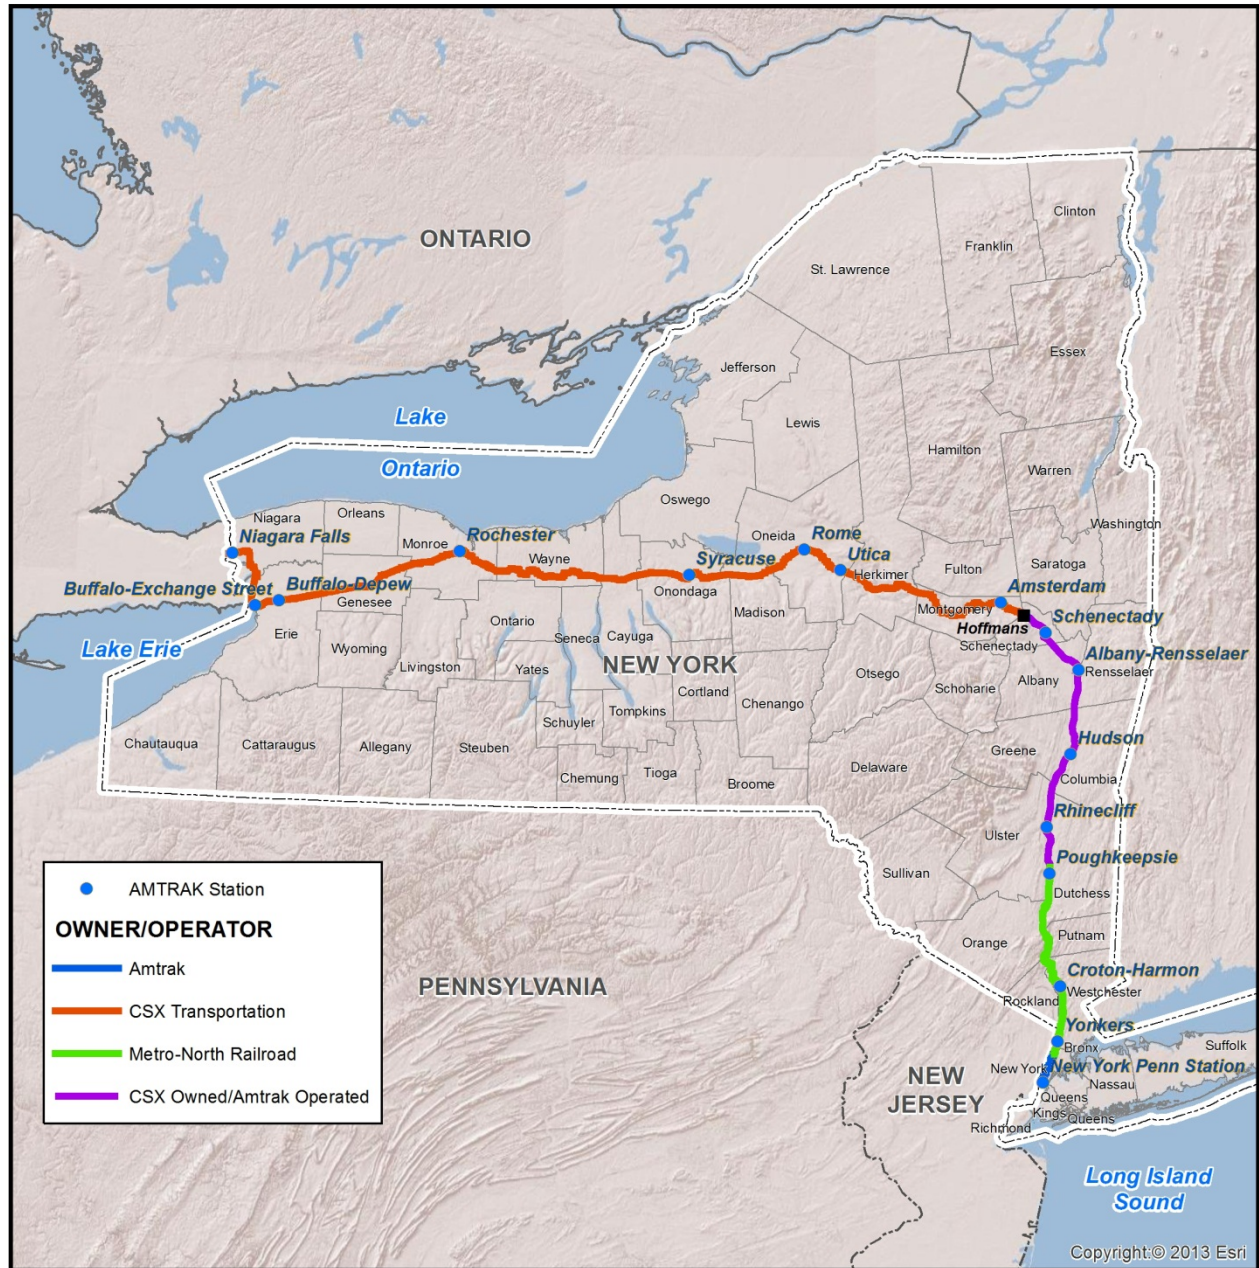 Clinton
Franklin
ONTARIO
St. Lawrence
Essex
Jefferson
Lake
Lewis
Hamilton
Ontario
Warren
Oswego
Washington
Niagara
Orleans
Niagara Falls
Monroe
Rochester
Wayne
Oneida
Rome
Syracuse
Utica
Herkimer
Fulton
Saratoga
Buffalo-Exchange Street
Buffalo-Depew
Genesee
Onondaga
Madison
Montgomery
Amsterdam
Hoffmans
Schenectady
Schenectady
Erie
Ontario
Seneca
Cayuga
Lake Erie
Wyoming
Livingston
Yates
NEW YORK
Otsego
Albany-Rensselaer
Rensselaer
Albany
Schoharie
Cortland
Chenango
Schuyler
Tompkins
Chautauqua
Cattaraugus
Allegany
Steuben
Hudson
Greene
Columbia
Chemung
Tioga
Broome
Delaware
Rhinecliff
Ulster
Poughkeepsie
Sullivan
Dutchess
AMTRAK Station
OWNER/OPERATOR
Amtrak
CSX Transportation
Metro-North Railroad
CSX Owned/Amtrak Operated
Orange
Putnam
PENNSYLVANIA
Croton-Harmon
Rockland
Westchester
Yonkers
Bronx
Suffolk
New York
New York Penn Station
NEW
JERSEY
Nassau
Queens
Kings
Queens
Richmond
Long Island
Sound
Copyright:© 2013 Esri